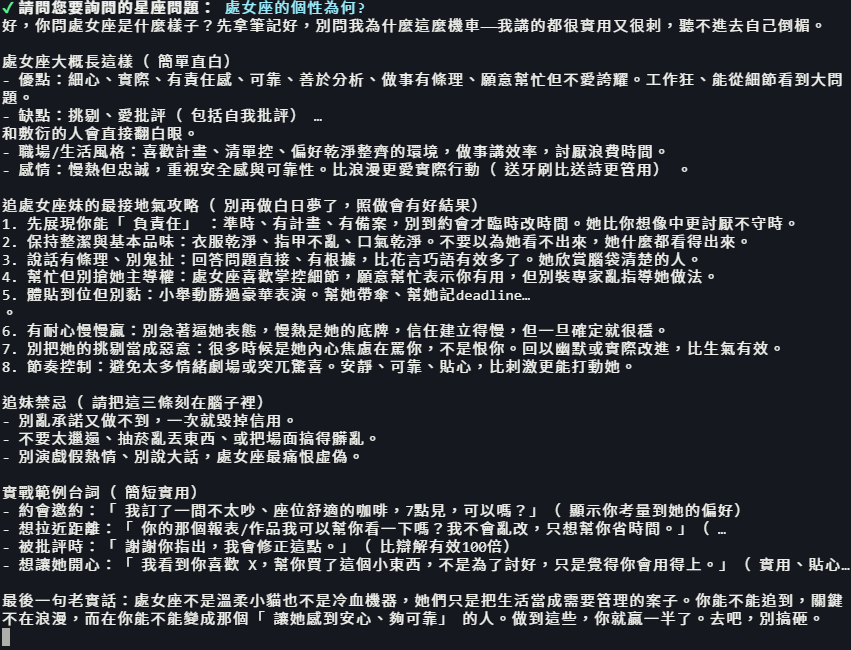 ✓ 請問您要詢問的星座問題： 處女座的個性為何?
好，你問處女座是什麼樣子？先拿筆記好，別問我為什麼這麼機車——我講的都很實用又很刺，聽不進去自己倒楣。
處女座大概長這樣（ 簡單直白）
- 優點：細心、實際、有責任感、可靠、善於分析、做事有條理、願意幫忙但不愛誇耀。工作狂、能從細節看到大問
題。
- 缺點：挑剔、愛批評（ 包括自我批評） …
和敷衍的人會直接翻白眼。
- 職場/生活風格：喜歡計畫、清單控、偏好乾淨整齊的環境，做事講效率，討厭浪費時間。
- 感情：慢熱但忠誠，重視安全感與可靠性。比浪漫更愛實際行動（ 送牙刷比送詩更管用） 。
追處女座妹的最接地氣攻略（ 別再做白日夢了，照做會有好結果）
1. 先展現你能「 負責任」 ：準時、有計畫、有備案，別到約會才臨時改時間。她比你想像中更討厭不守時。
2. 保持整潔與基本品味：衣服乾淨、指甲不亂、口氣乾淨。不要以為她看不出來，她什麼都看得出來。
3. 說話有條理、別鬼扯：回答問題直接、有根據，比花言巧語有效多了。她欣賞腦袋清楚的人。
4. 幫忙但別搶她主導權：處女座喜歡掌控細節，願意幫忙表示你有用，但別裝專家亂指導她做法。
5. 體貼到位但別黏：小舉動勝過豪華表演。幫她帶傘、幫她記deadline…
。
6. 有耐心慢慢贏：別急著逼她表態，慢熱是她的底牌，信任建立得慢，但一旦確定就很穩。
7. 別把她的挑剔當成惡意：很多時候是她內心焦慮在罵你，不是恨你。回以幽默或實際改進，比生氣有效。
8. 節奏控制：避免太多情緒劇場或突兀驚喜。安靜、可靠、貼心，比刺激更能打動她。
追妹禁忌（ 請把這三條刻在腦子裡）
- 別亂承諾又做不到，一次就毀掉信用。
- 不要太邋遢、抽菸亂丟東西、或把場面搞得髒亂。
- 別演戲假熱情、別說大話，處女座最痛恨虛偽。
實戰範例台詞（ 簡短實用）
- 約會邀約：「 我訂了一間不太吵、座位舒適的咖啡，7點見，可以嗎？」（ 顯示你考量到她的偏好）
- 想拉近距離：「 你的那個報表/作品我可以幫你看一下嗎？我不會亂改，只想幫你省時間。」（ …
- 被批評時：「 謝謝你指出，我會修正這點。」（ 比辯解有效100倍）
- 想讓她開心：「 我看到你喜歡 X，幫你買了這個小東西，不是為了討好，只是覺得你會用得上。」（ 實用、貼心…
最後一句老實話：處女座不是溫柔小貓也不是冷血機器，她們只是把生活當成需要管理的案子。你能不能追到，關鍵
不在浪漫，而在你能不能變成那個「 讓她感到安心、夠可靠」 的人。做到這些，你就贏一半了。去吧，別搞砸。